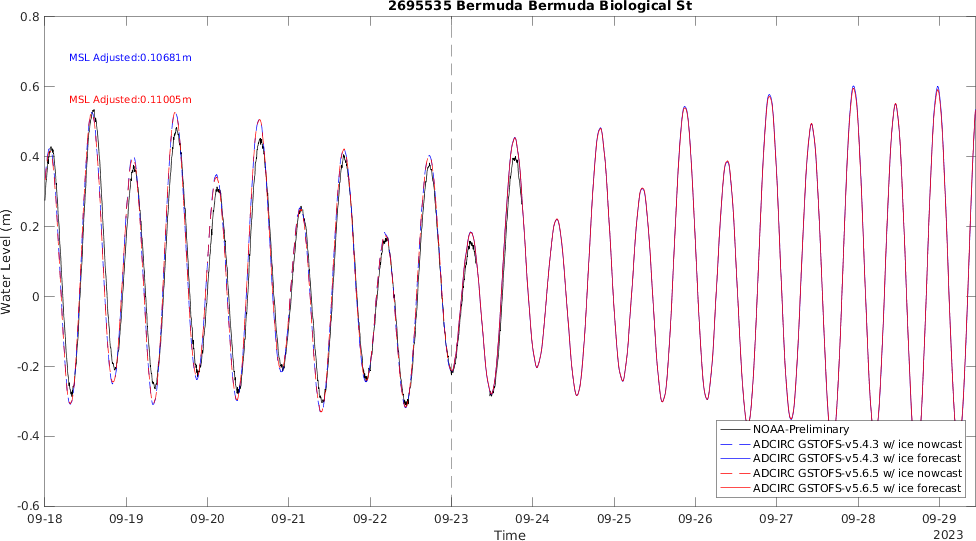 2695535 Bermuda Bermuda Biological St
0.8
0.6
0.4
0.2
0
-0.2
-0.4
-0.6
Water Level (m)
MSL Adjusted:0.10681m
MSL Adjusted:0.11005m
NOAA-Preliminary
ADCIRC GSTOFS-v5.4.3 w/ ice nowcast
ADCIRC GSTOFS-v5.4.3 w/ ice forecast
ADCIRC GSTOFS-v5.6.5 w/ ice nowcast
ADCIRC GSTOFS-v5.6.5 w/ ice forecast
09-18 09-19 09-20 09-21 09-22 09-23 09-24 09-25 09-26 09-27 09-28 09-29
Time
2023